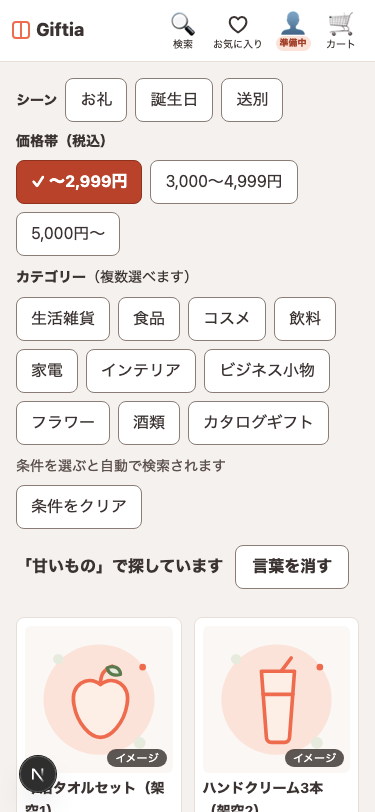 Giftia
検索
お気に入り
準備中
カート
シーン
お礼
誕生日
送別
価格帯（税込）
✓ 〜2,999円
3,000〜4,999円
5,000円〜
カテゴリー（複数選べます）
生活雑貨
食品
コスメ
飲料
家電
インテリア
ビジネス小物
フラワー
酒類
カタログギフト
条件を選ぶと自動で検索されます
条件をクリア
「甘いもの」で探しています
言葉を消す
イメージ
イメージ
N
タオルセット（架
空1）
ハンドクリーム3本
（架空2）